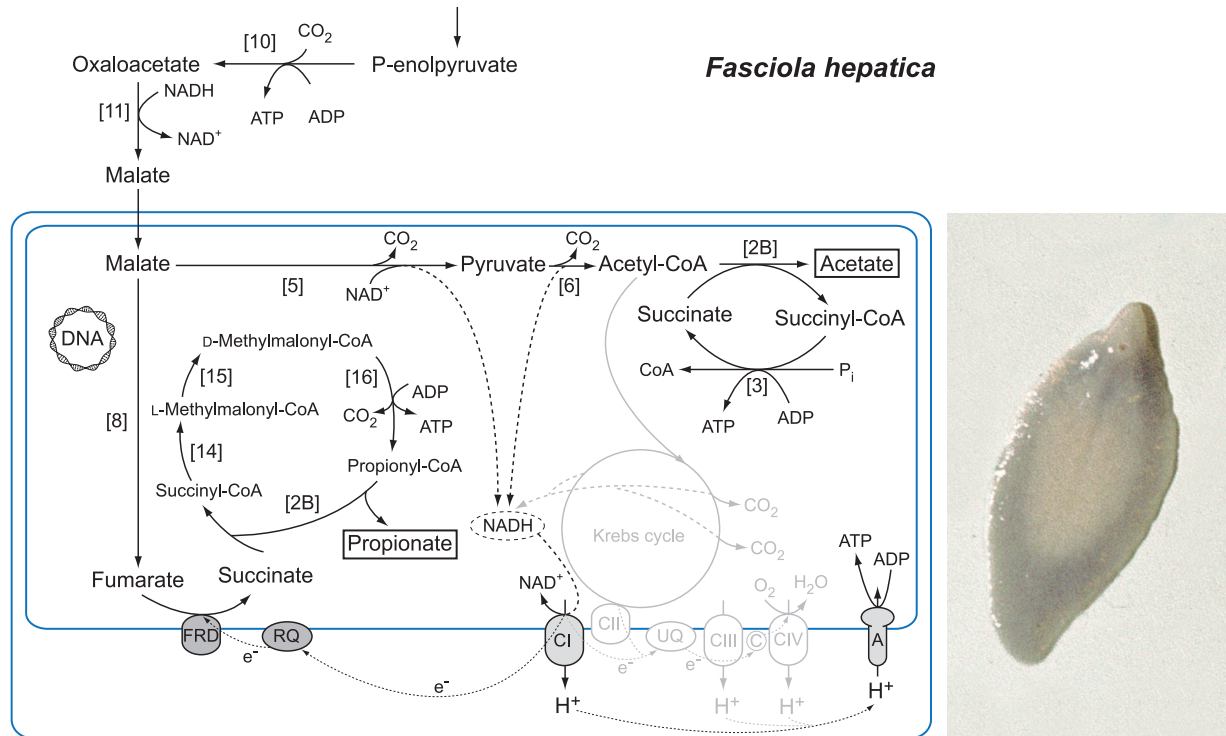 Fasciola hepatica
[10]
CO2
Oxaloacetate
P-enolpyruvate
NADH
[11]
ATP
ADP
NAD+
Malate
Malate
CO2
CO2
[2B]
Pyruvate
Acetyl-CoA
Acetate
[5]
NAD+
[6]
Succinate
Succinyl-CoA
DNA
D-Methylmalonyl-CoA
[15]
[16]
ADP
CoA
Pi
CO2
ATP
[3]
L-Methylmalonyl-CoA
ATP
ADP
[8]
[14]
Propionyl-CoA
Succinyl-CoA
[2B]
CO2
NADH
Krebs cycle
Propionate
CO2
ATP
ADP
Fumarate
Succinate
NAD+
O2
H2O
FRD
RQ
CI
CII
UQ
CIII
C
CIV
A
e-
e-
e-
e-
H+
H+
H+
H+